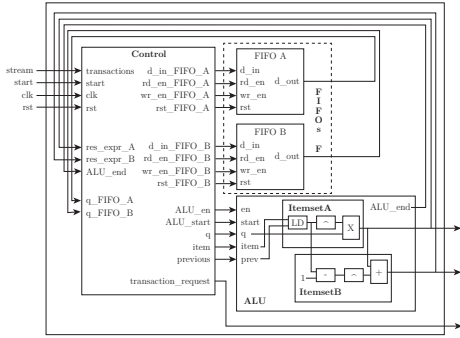 Control
stream
start
clk
rst
transactions
start
clk
rst
res_expr_A
res_expr_B
ALU_end
q_FIFO_A
q_FIFO_B
d_in_FIFO_A
rd_en_FIFO_A
wr_en_FIFO_A
rst_FIFO_A
d_in_FIFO_B
rd_en_FIFO_B
wr_en_FIFO_B
rst_FIFO_B
ALU_en
ALU_start
q
item
previous
transaction_request
FIFO A
d_in
rd_en
wr_en
rst
d_out
FIFO B
d_in
rd_en
wr_en
rst
d_out
F
I
F
O
s
F
en
start
q
item
prev
ALU
ALU_end
ItemsetA
LD
^
X
1
-
^
+
ItemsetB